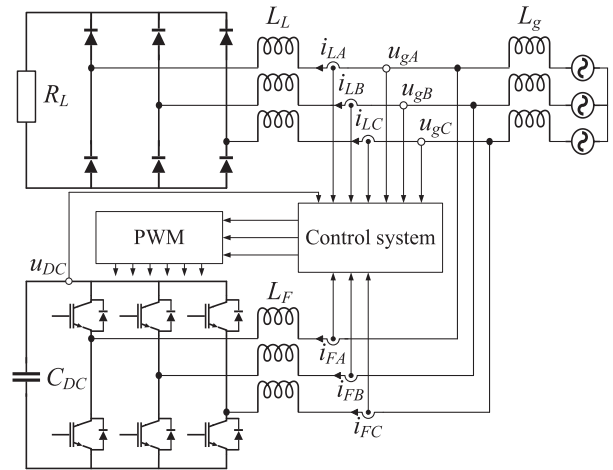 L_L
L_g
i_LA
u_gA
R_L
i_LB
u_gB
i_LC
u_gC
PWM
Control system
u_DC
L_F
i_FA
C_DC
i_FB
i_FC